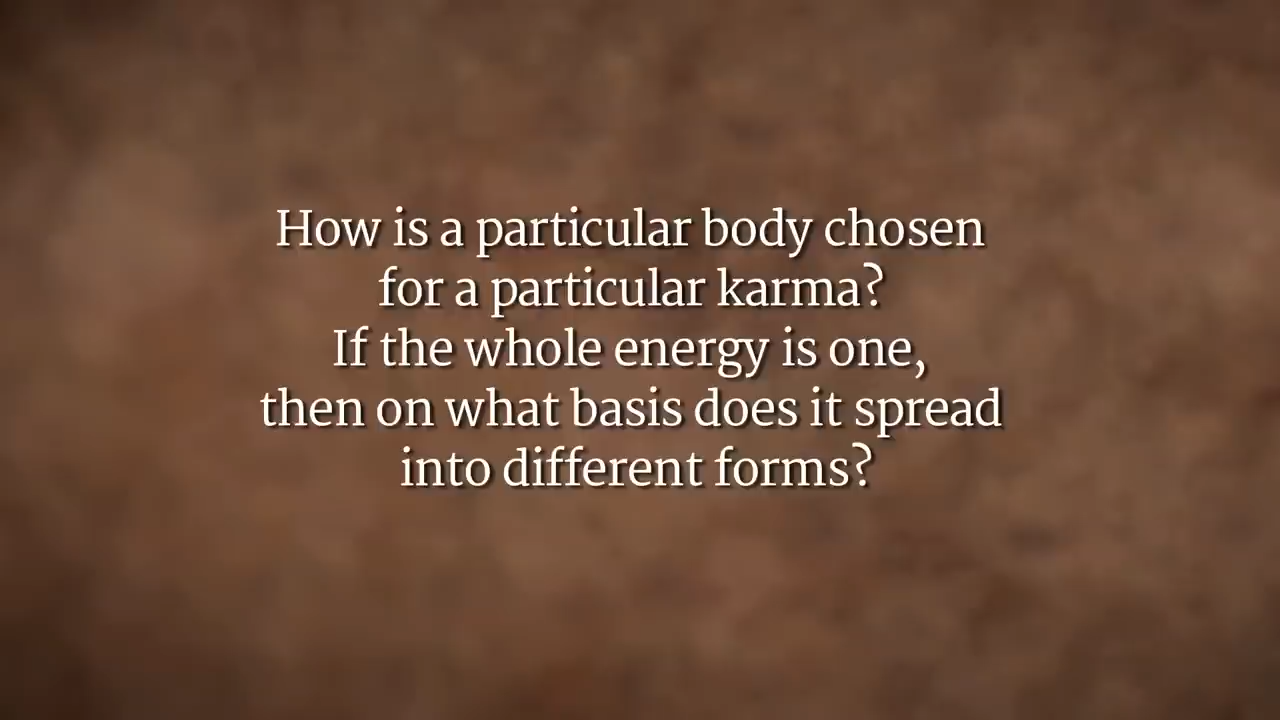 How is a particular body chosen
for a particular karma?
If the whole energy is one,
then on what basis does it spread
into different forms?